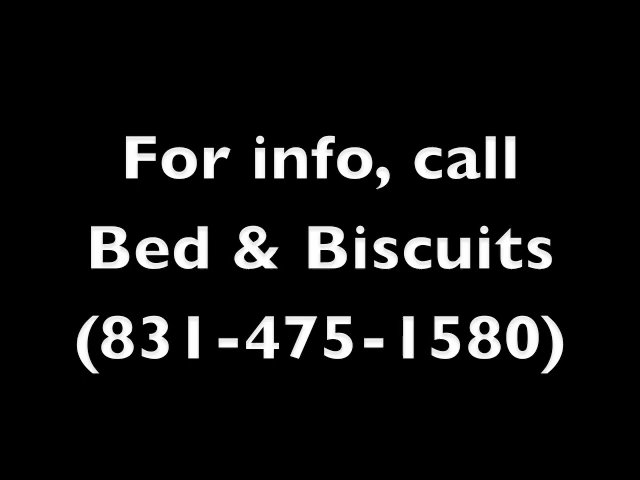 For info, call
Bed & Biscuits
(831-475-1580)